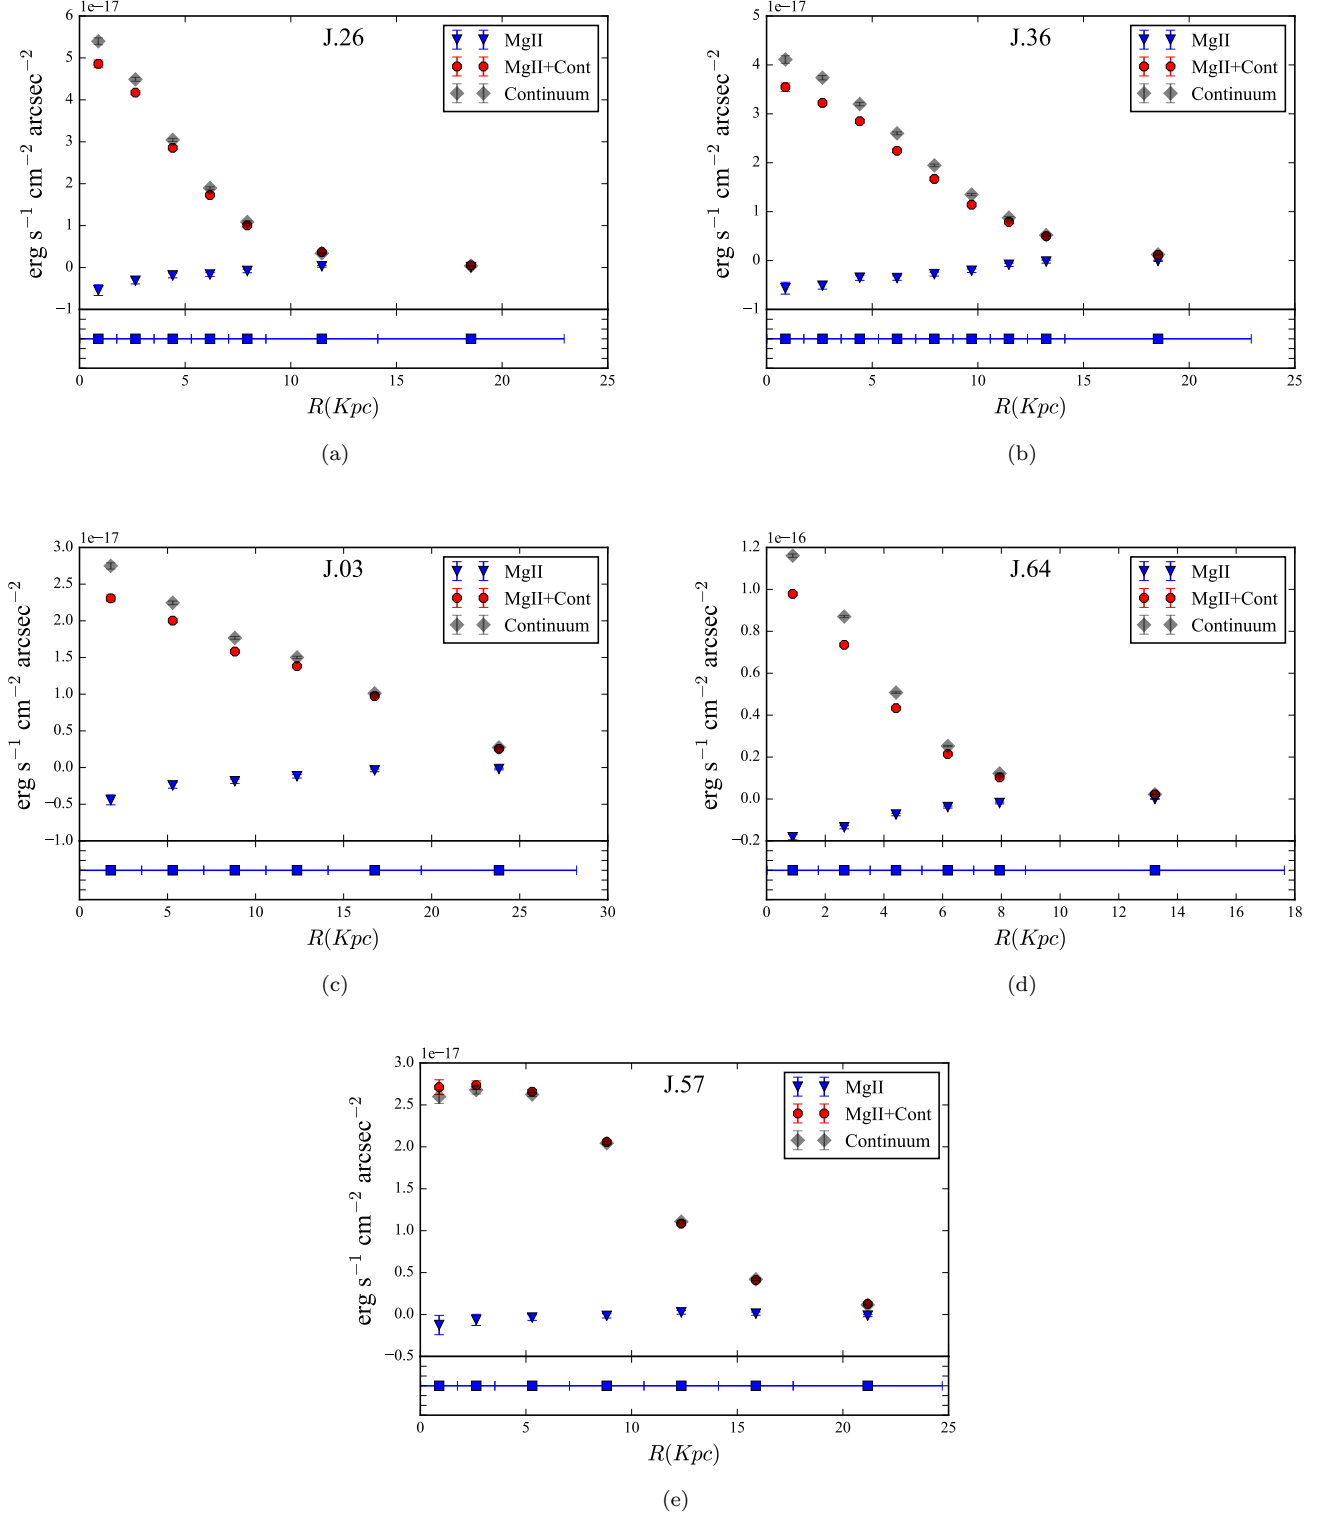 1e−17
J.26
MgII
MgII+Cont
Continuum
6
5
4
3
2
1
0
−1
erg s−1 cm−2 arcsec−2
0 5 10 15 20 25
R(Kpc)
(a)
1e−17
J.36
MgII
MgII+Cont
Continuum
5
4
3
2
1
0
−1
erg s−1 cm−2 arcsec−2
0 5 10 15 20 25
R(Kpc)
(b)
1e−17
J.03
MgII
MgII+Cont
Continuum
3.0
2.5
2.0
1.5
1.0
0.5
0.0
−0.5
−1.0
erg s−1 cm−2 arcsec−2
0 5 10 15 20 25 30
R(Kpc)
(c)
1e−16
J.64
MgII
MgII+Cont
Continuum
1.2
1.0
0.8
0.6
0.4
0.2
0.0
−0.2
erg s−1 cm−2 arcsec−2
0 2 4 6 8 10 12 14 16 18
R(Kpc)
(d)
1e−17
J.57
MgII
MgII+Cont
Continuum
3.0
2.5
2.0
1.5
1.0
0.5
0.0
−0.5
erg s−1 cm−2 arcsec−2
0 5 10 15 20 25
R(Kpc)
(e)